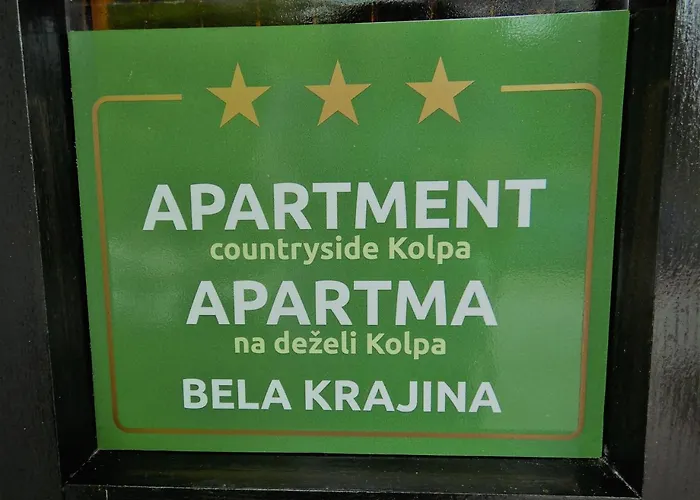 APARTMENT
countryside Kolpa
APARTMA
na deželi Kolpa
BELA KRAJINA